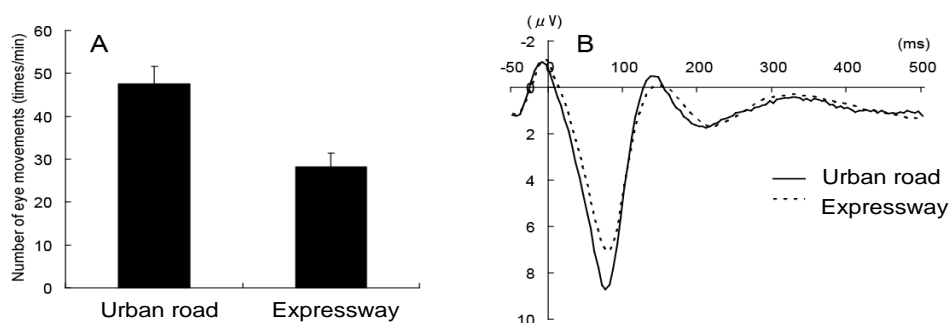 A
Number of eye movements (times/min)
60
50
40
30
20
10
0
Urban road
Expressway
B
(μV)
(ms)
-2
-50
0
100
200
300
400
500
0
2
4
6
8
10
Urban road
Expressway